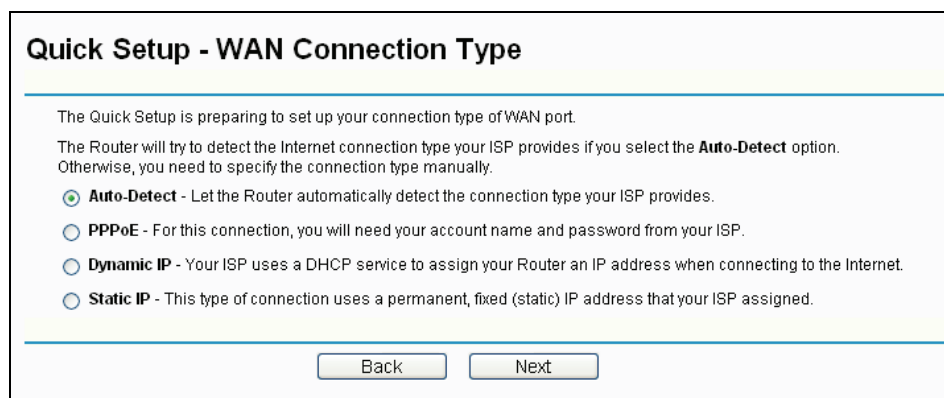 Quick Setup - WAN Connection Type
The Quick Setup is preparing to set up your connection type of WAN port.
The Router will try to detect the Internet connection type your ISP provides if you select the Auto-Detect option.
Otherwise, you need to specify the connection type manually.
Auto-Detect - Let the Router automatically detect the connection type your ISP provides.
PPPoE - For this connection, you will need your account name and password from your ISP.
Dynamic IP - Your ISP uses a DHCP service to assign your Router an IP address when connecting to the Internet.
Static IP - This type of connection uses a permanent, fixed (static) IP address that your ISP assigned.
Back Next